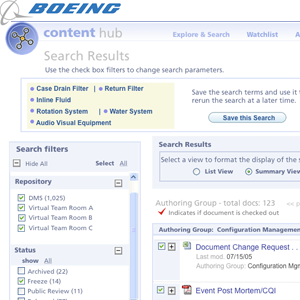 BOEING
content hub
Explore & Search Watchlist A
Search Results
Use the check box filters to change search parameters.
Case Drain Filter | Return Filter
Inline Fluid
Rotation System | Water System
Audio Visual Equipment
Save the search terms and use it t
rerun the search at a later time.
Save this Search
Search filters
Hide All Select All
Repository
DMS (1,025)
Virtual Team Room A
Virtual Team Room B
Virtual Team Room C
Status
show All
Archived (22)
Freeze (14)
Public Review (11)
Search Results
Select a view to format the display of the s
List View Summary View
Authoring Group - total docs: 123 << p
Indicates if document is checked out
Authoring Group: Configuration Managemen
Document Change Request . .
Last mod. 07/15/05
Authoring Group: Configuration Mgm
Event Post Mortem/CQI